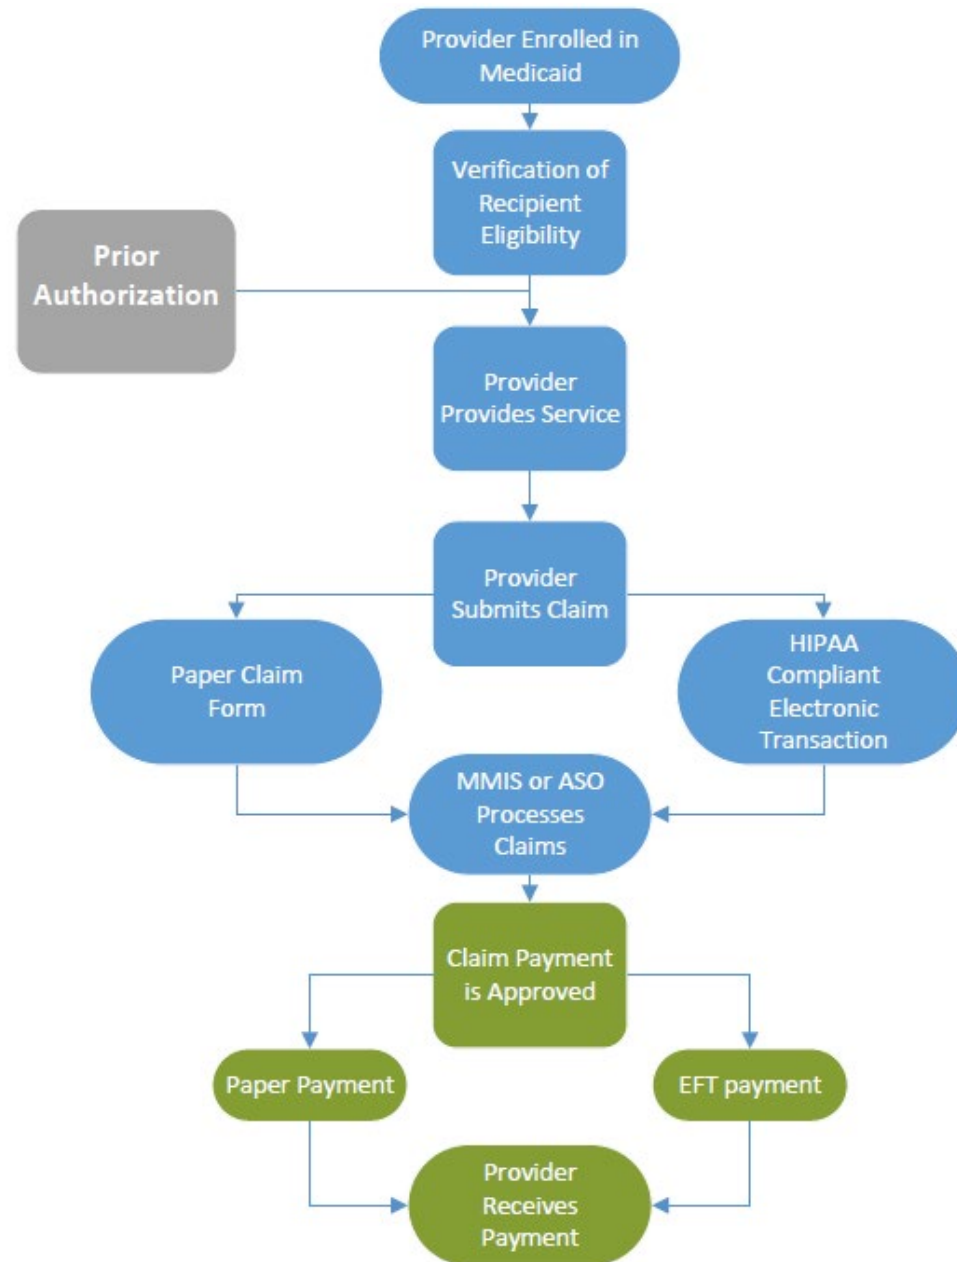 Provider Enrolled in
Medicaid
Verification of
Recipient
Eligibility
Prior
Authorization
Provider
Provides Service
Provider
Submits Claim
Paper Claim
Form
HIPAA
Compliant
Electronic
Transaction
MMIS or ASO
Processes
Claims
Claim Payment
is Approved
Paper Payment
EFT payment
Provider
Receives
Payment